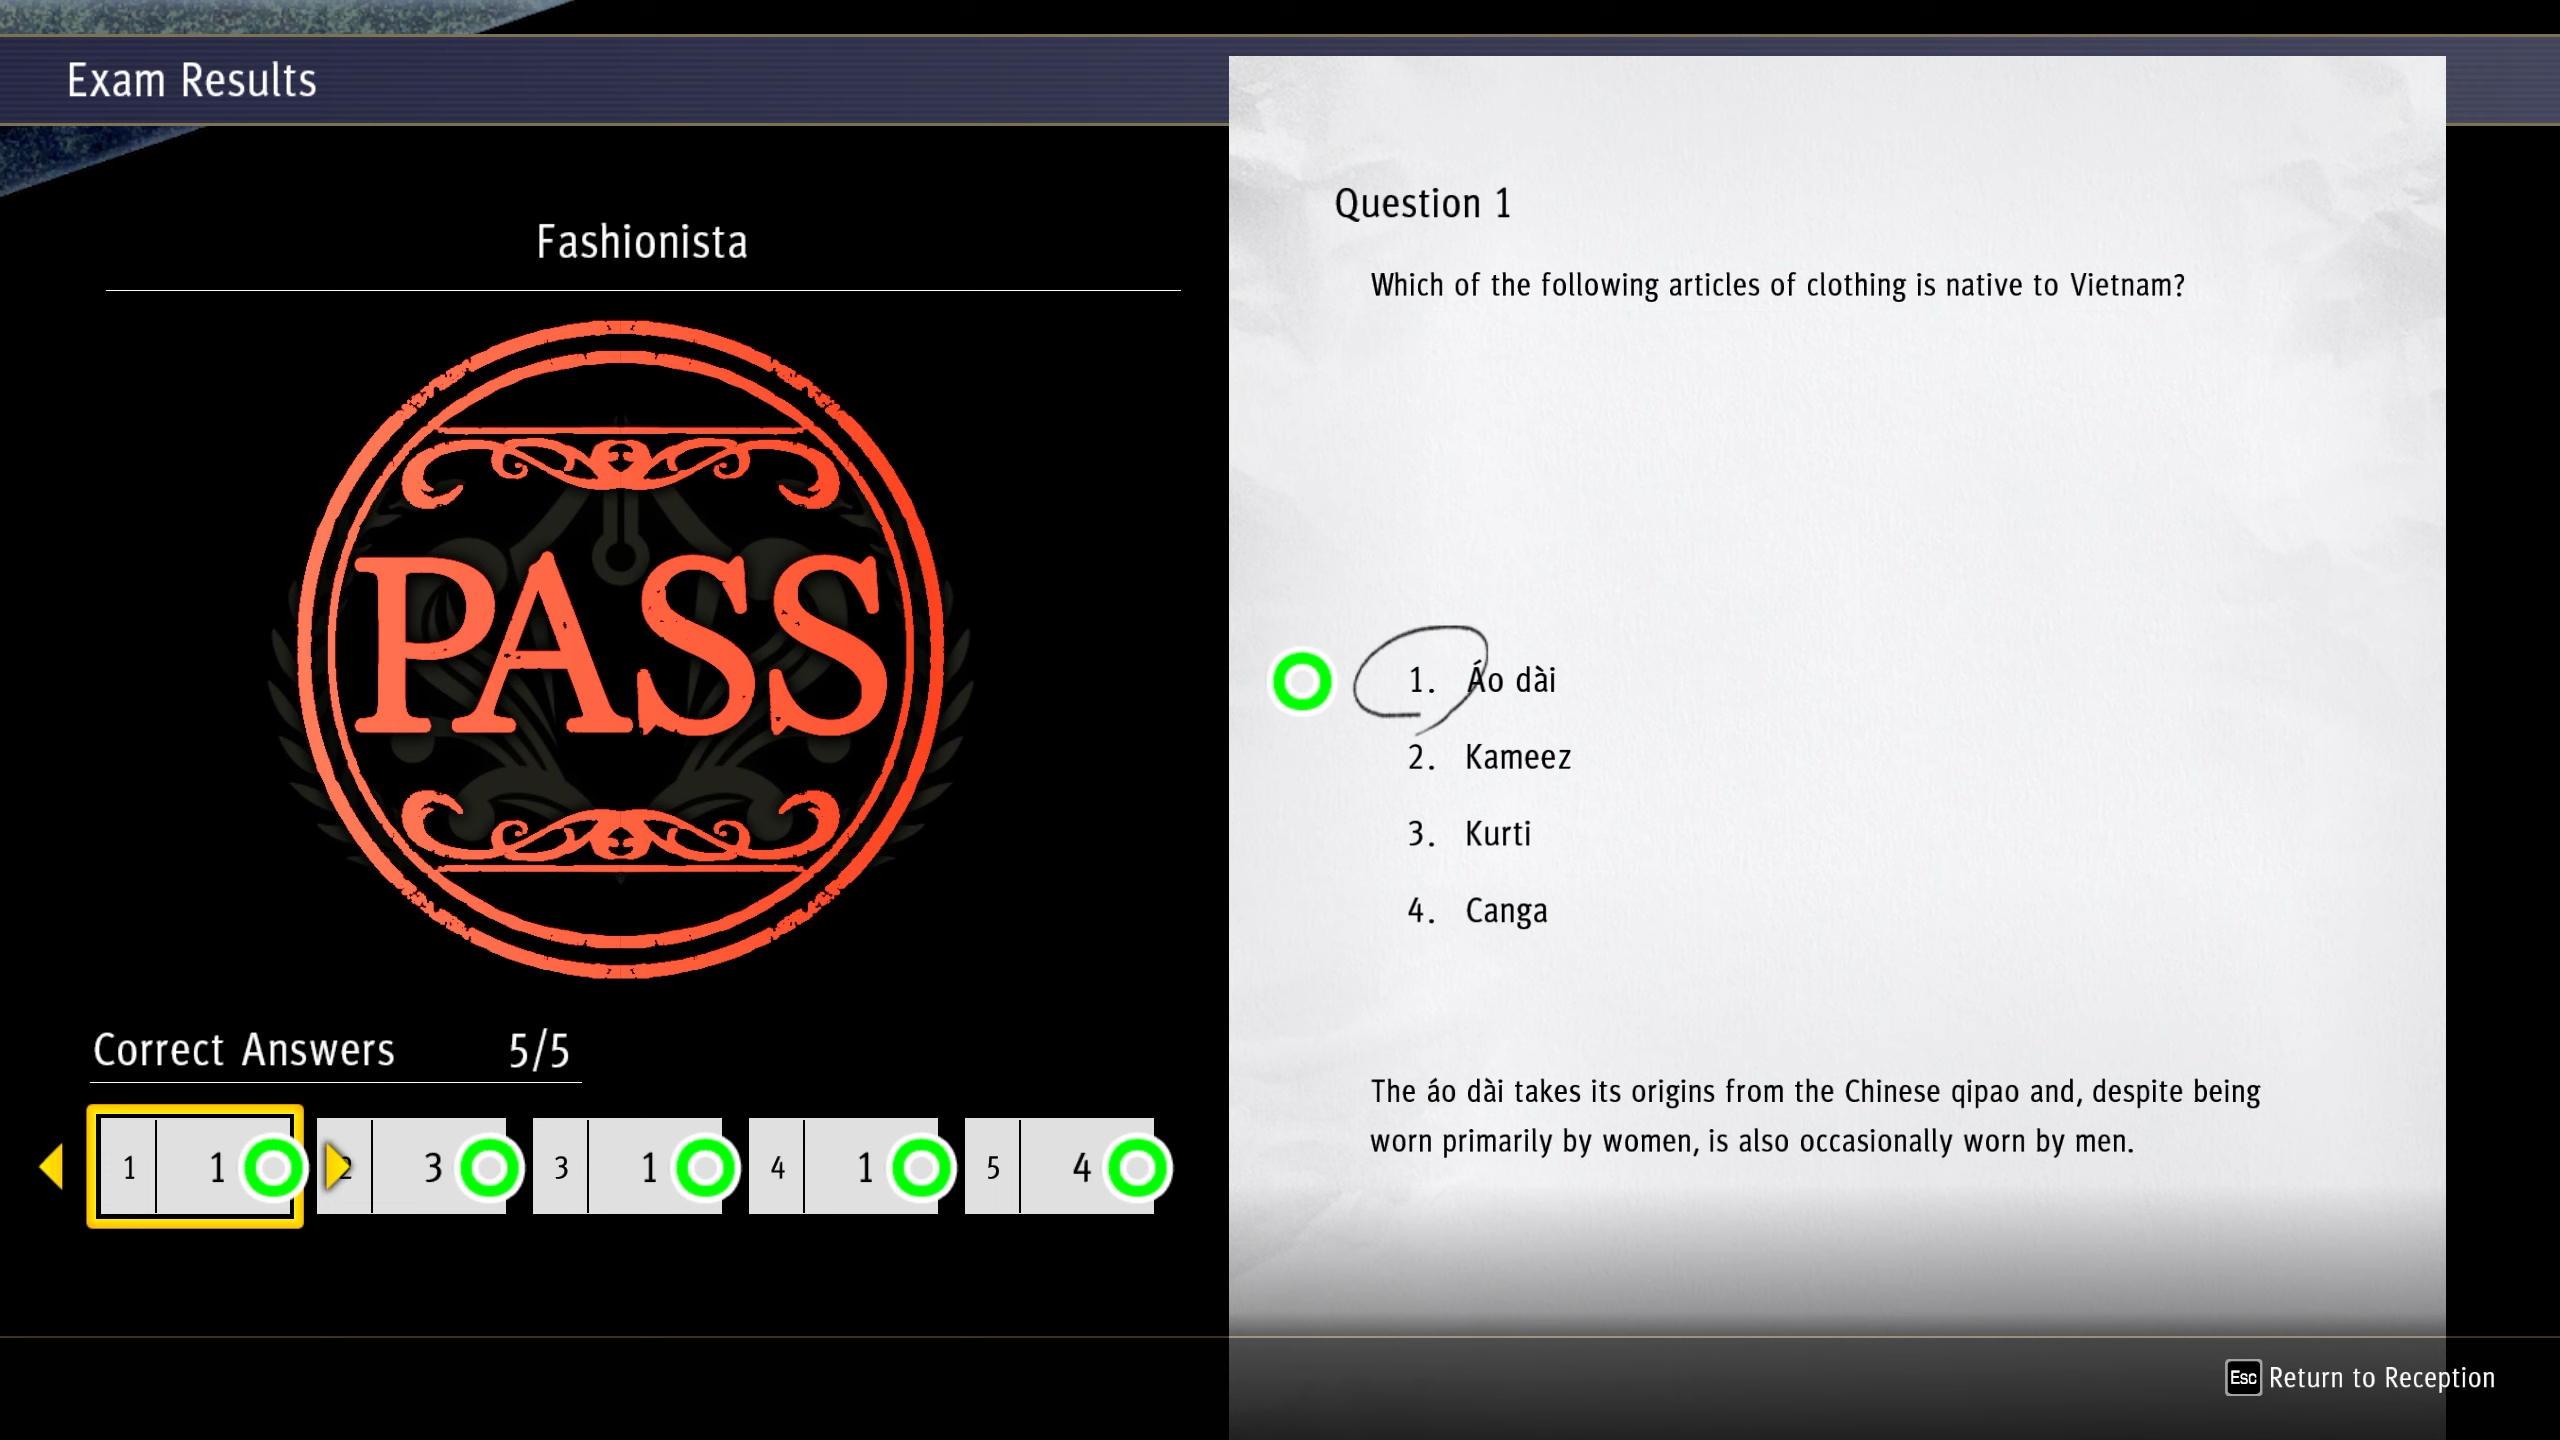 Exam Results
Fashionista
PASS
Correct Answers 5/5
1 1 2 3 3 1 4 1 5 4
Question 1
Which of the following articles of clothing is native to Vietnam?
1. Áo dài
2. Kameez
3. Kurti
4. Canga
The áo dài takes its origins from the Chinese qipao and, despite being
worn primarily by women, is also occasionally worn by men.
Esc Return to Reception